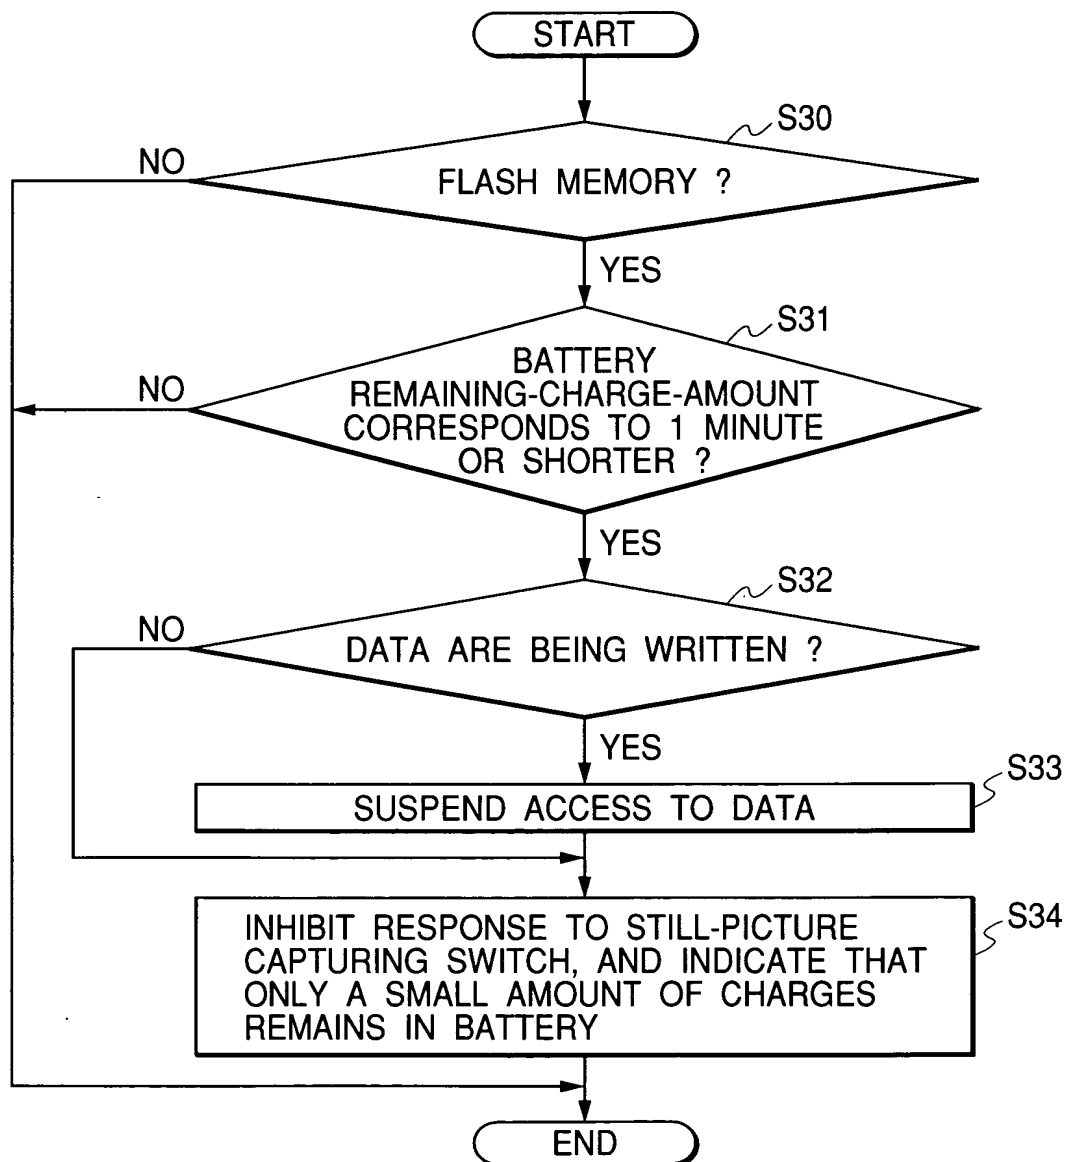 START
S30
NO
FLASH MEMORY ?
YES
S31
NO
BATTERY
REMAINING-CHARGE-AMOUNT
CORRESPONDS TO 1 MINUTE
OR SHORTER ?
YES
S32
NO
DATA ARE BEING WRITTEN ?
YES
S33
SUSPEND ACCESS TO DATA
S34
INHIBIT RESPONSE TO STILL-PICTURE
CAPTURING SWITCH, AND INDICATE THAT
ONLY A SMALL AMOUNT OF CHARGES
REMAINS IN BATTERY
END